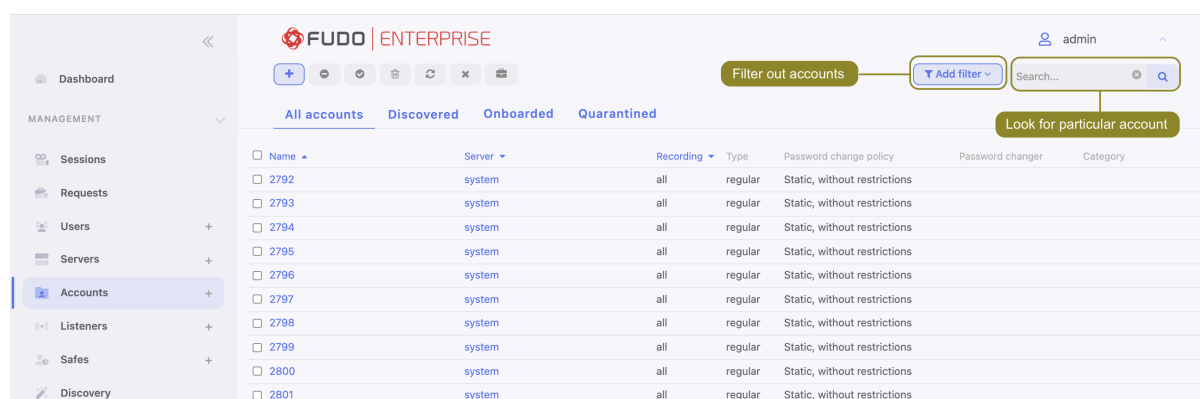 FUDO ENTERPRISE
admin
Dashboard
Filter out accounts
Add filter
Search...
All accounts Discovered Onboarded Quarantined
MANAGEMENT
Look for particular account
Name Server Recording Type Password change policy Password changer Category
Sessions
Requests
Users +
Servers +
Accounts +
Listeners +
Safes +
Discovery
2792 system all regular Static, without restrictions
2793 system all regular Static, without restrictions
2794 system all regular Static, without restrictions
2795 system all regular Static, without restrictions
2796 system all regular Static, without restrictions
2797 system all regular Static, without restrictions
2798 system all regular Static, without restrictions
2799 system all regular Static, without restrictions
2800 system all regular Static, without restrictions
2801 system all regular Static, without restrictions